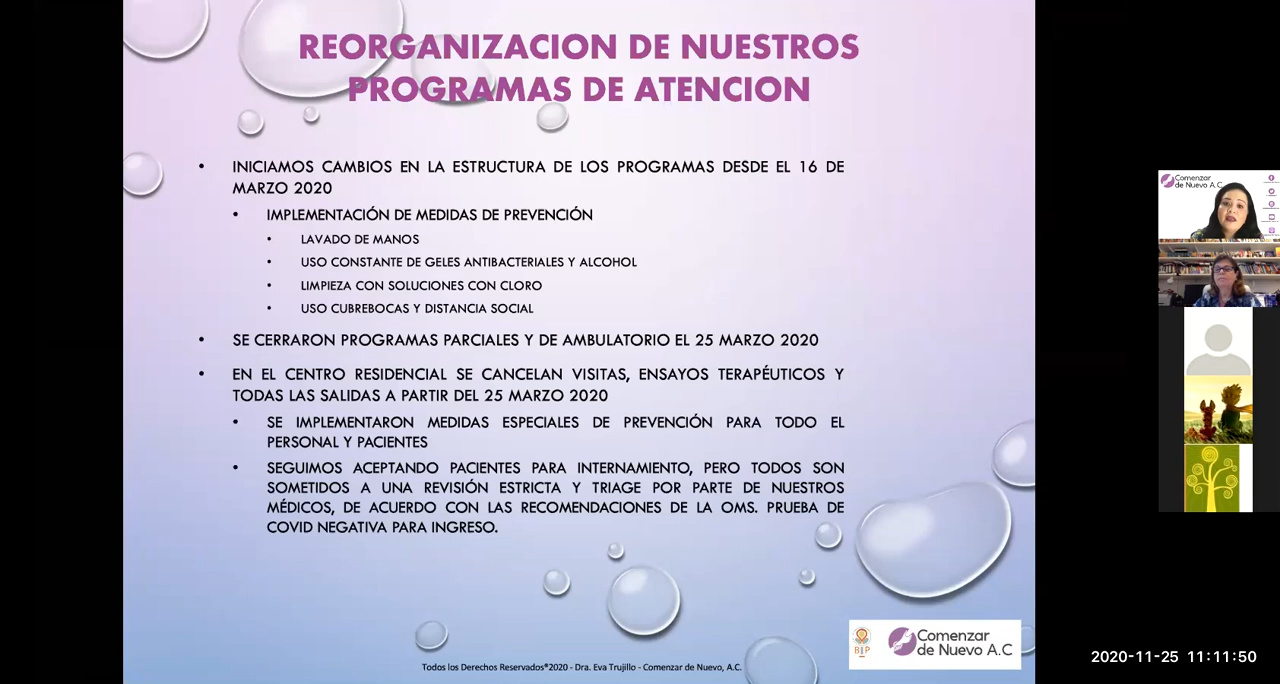 REORGANIZACION DE NUESTROS
PROGRAMAS DE ATENCION
• INICIAMOS CAMBIOS EN LA ESTRUCTURA DE LOS PROGRAMAS DESDE EL 16 DE
MARZO 2020
• IMPLEMENTACIÓN DE MEDIDAS DE PREVENCIÓN
• LAVADO DE MANOS
• USO CONSTANTE DE GELES ANTIBACTERIALES Y ALCOHOL
• LIMPIEZA CON SOLUCIONES CON CLORO
• USO CUBREBOCAS Y DISTANCIA SOCIAL
• SE CERRARON PROGRAMAS PARCIALES Y DE AMBULATORIO EL 25 MARZO 2020
• EN EL CENTRO RESIDENCIAL SE CANCELAN VISITAS, ENSAYOS TERAPÉUTICOS Y
TODAS LAS SALIDAS A PARTIR DEL 25 MARZO 2020
• SE IMPLEMENTARON MEDIDAS ESPECIALES DE PREVENCIÓN PARA TODO EL
PERSONAL Y PACIENTES
• SEGUIMOS ACEPTANDO PACIENTES PARA INTERNAMIENTO, PERO TODOS SON
SOMETIDOS A UNA REVISIÓN ESTRICTA Y TRIAGE POR PARTE DE NUESTROS
MÉDICOS, DE ACUERDO CON LAS RECOMENDACIONES DE LA OMS. PRUEBA DE
COVID NEGATIVA PARA INGRESO.
Todos los Derechos Reservados®2020 - Dra. Eva Trujillo - Comenzar de Nuevo, A.C.
Comenzar
de Nuevo A.C
Comenzar
de Nuevo A.C.
2020-11-25 11:11:50